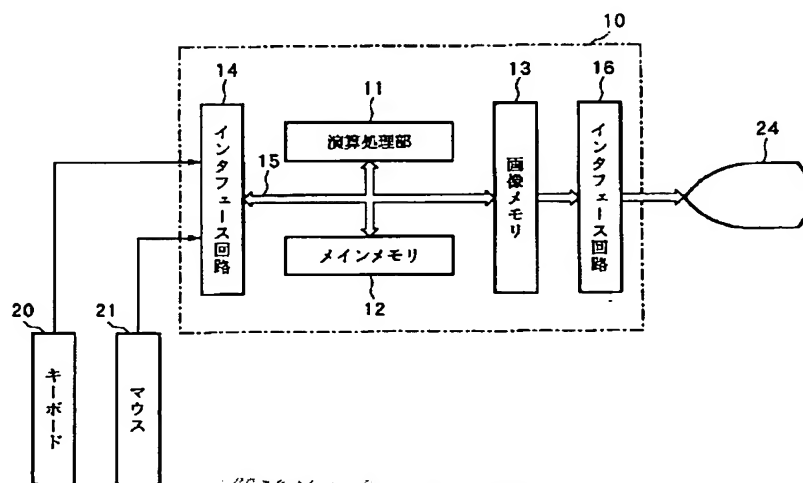 10
14
インタフェース回路
11
演算処理部
15
メインメモリ
12
13
画像メモリ
16
インタフェース回路
24
20
キーボード
21
マウス